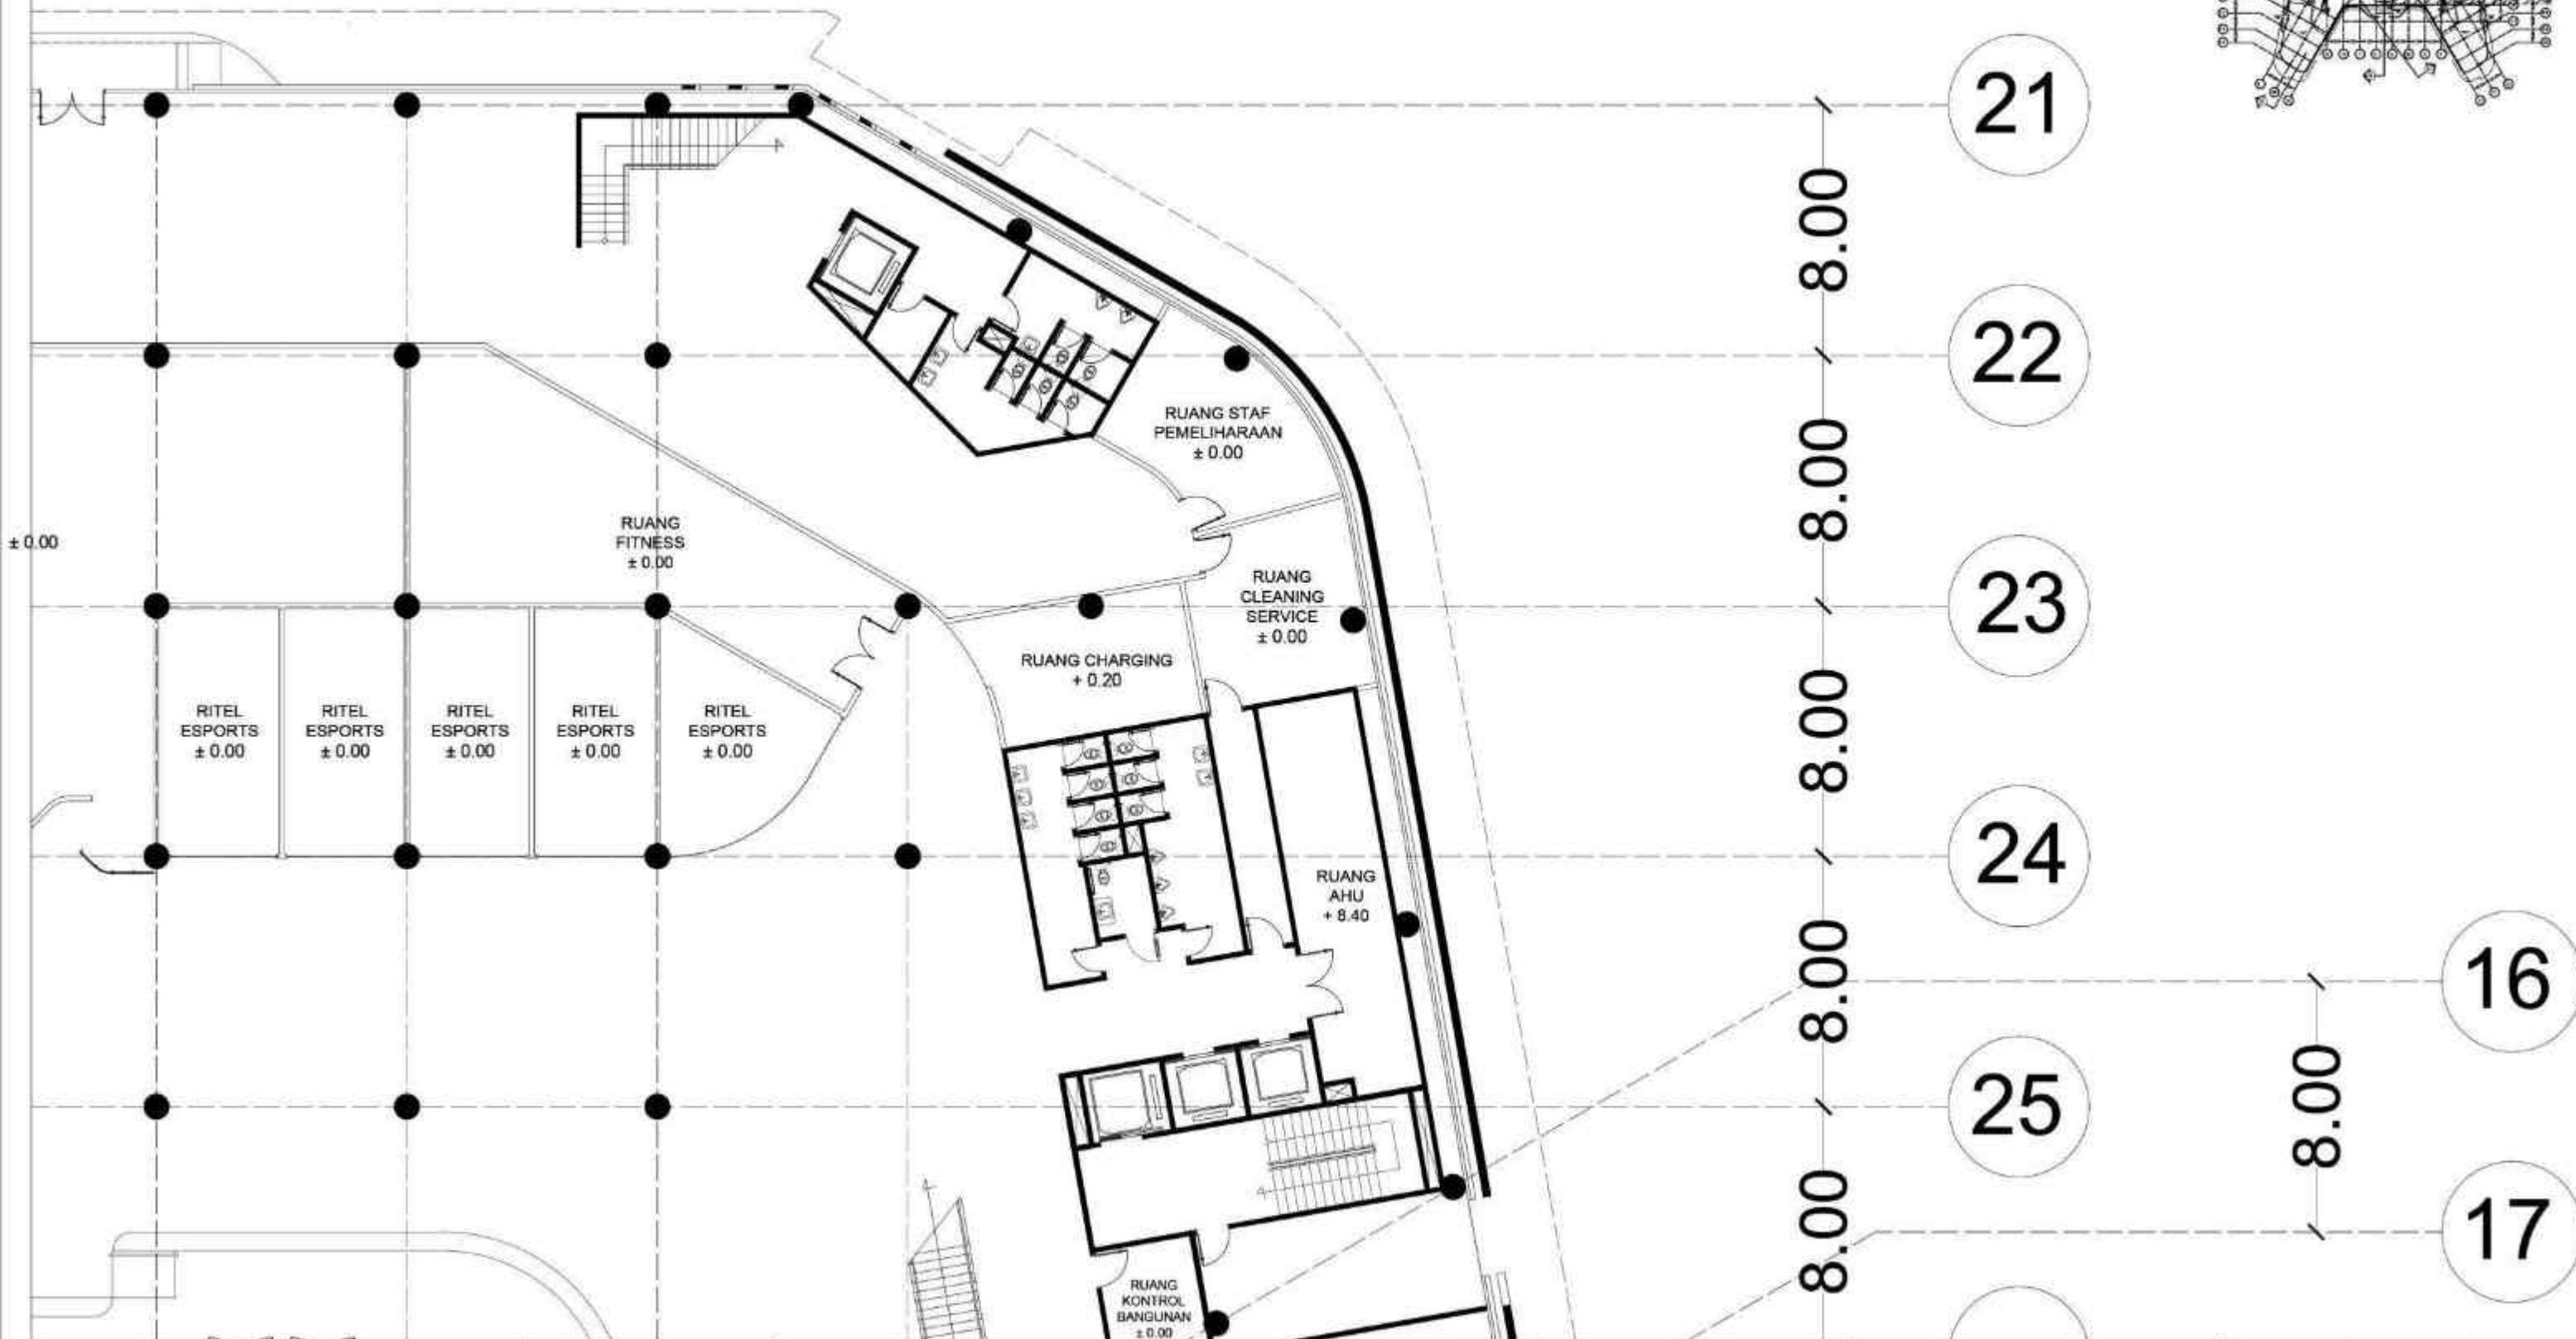 21
8.00
22
RUANG STAF
PEMELIHARAAN
± 0.00
8.00
RUANG
FITNESS
± 0.00
± 0.00
RUANG
CLEANING
SERVICE
± 0.00
23
RUANG CHARGING
+ 0.20
RITEL
ESPORTS
± 0.00
RITEL
ESPORTS
± 0.00
RITEL
ESPORTS
± 0.00
RITEL
ESPORTS
± 0.00
RITEL
ESPORTS
± 0.00
8.00
24
RUANG
AHU
+ 8.40
8.00
16
25
8.00
17
8.00
RUANG
KONTROL
BANGUNAN
± 0.00